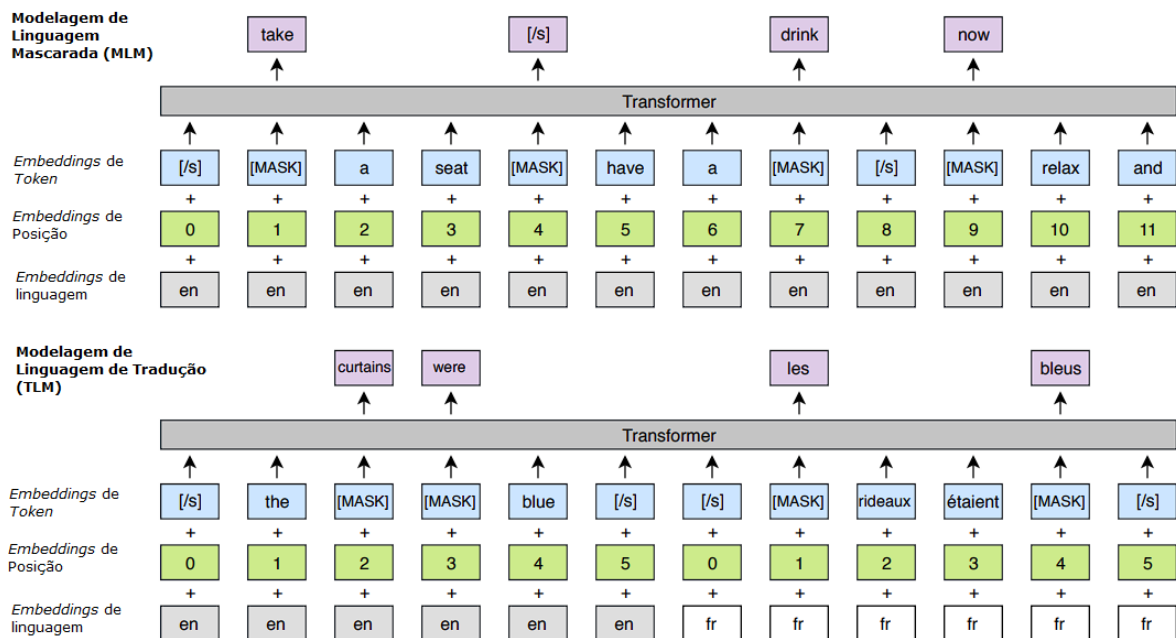 Modelagem de
Linguagem
Mascarada (MLM)
take [/s] drink now
Transformer
Embeddings de
Token
[/s] [MASK] a seat [MASK] have a [MASK] [/s] [MASK] relax and
+ + + + + + + + + + + +
Embeddings de
Posição
0 1 2 3 4 5 6 7 8 9 10 11
+ + + + + + + + + + + +
Embeddings de
linguagem
en en en en en en en en en en en en
Modelagem de
Linguagem de Tradução
(TLM)
curtains were les bleus
Transformer
Embeddings de
Token
[/s] the [MASK] [MASK] blue [/s] [/s] [MASK] rideaux étaient [MASK] [/s]
+ + + + + + + + + + + +
Embeddings de
Posição
0 1 2 3 4 5 0 1 2 3 4 5
+ + + + + + + + + + + +
Embeddings de
linguagem
en en en en en en fr fr fr fr fr fr